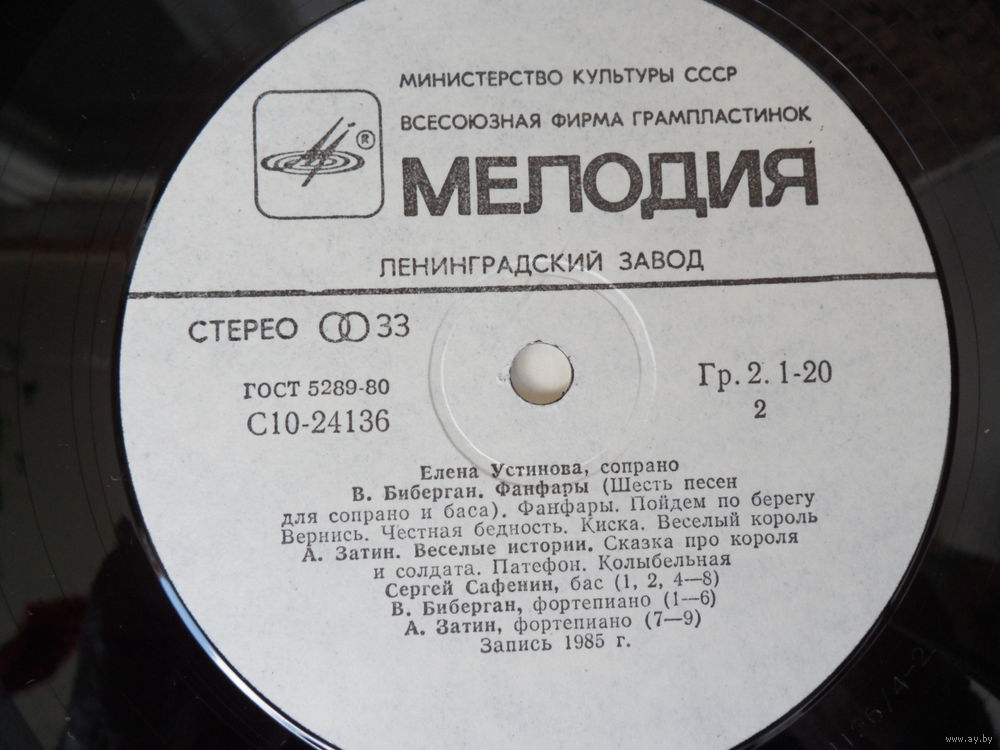 МИНИСТЕРСТВО КУЛЬТУРЫ СССР
ВСЕСОЮЗНАЯ ФИРМА ГРАМПЛАСТИНОК
®
МЕЛОДИЯ
ЛЕНИНГРАДСКИЙ ЗАВОД
СТЕРЕО 33
ГОСТ 5289-80
С10-24136
Гр. 2. 1-20
2
Елена Устинова, сопрано
В. Биберган. Фанфары (Шесть песен
для сопрано и баса). Фанфары. Пойдем по берегу
Вернись. Честная бедность. Киска. Веселый король
А. Затин. Веселые истории. Сказка про короля
и солдата. Патефон. Колыбельная
Сергей Сафенин, бас (1, 2, 4—8)
В. Биберган, фортепиано (1—6)
А. Затин, фортепиано (7—9)
Запись 1985 г.
www.ay.by